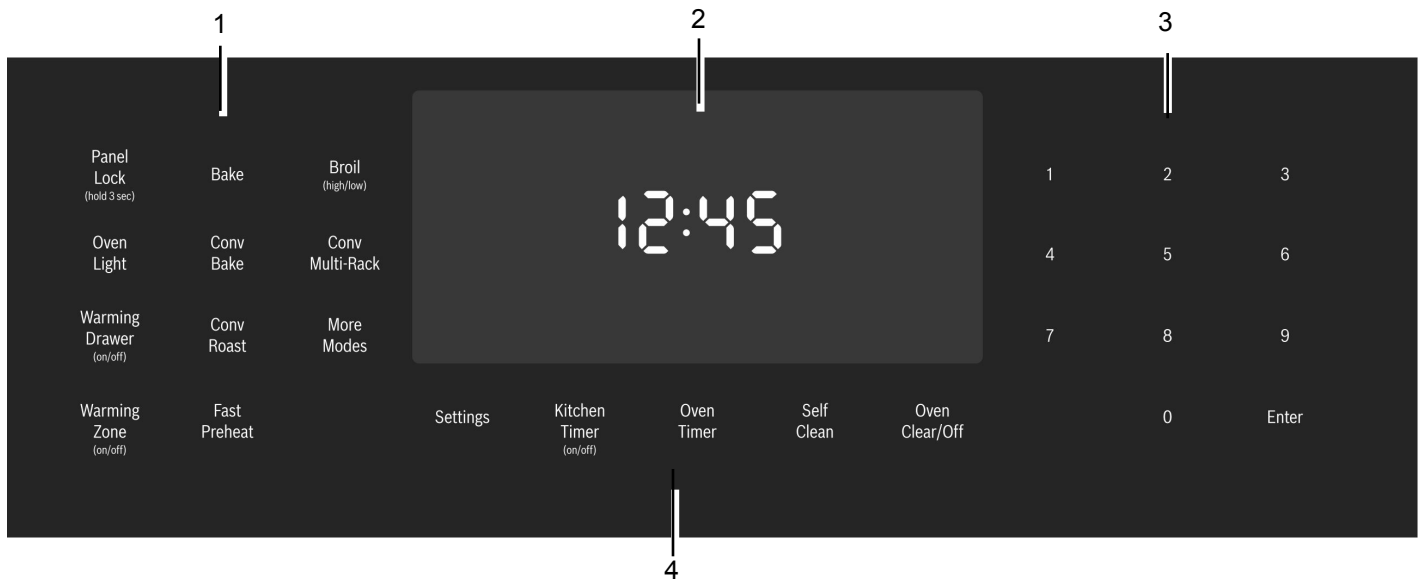 1
2
3
Panel
Lock
(hold 3 sec)
Bake
Broil
(high/low)
Oven
Light
Conv
Bake
Conv
Multi-Rack
Warming
Drawer
(on/off)
Conv
Roast
More
Modes
Warming
Zone
(on/off)
Fast
Preheat
12:45
Settings
Kitchen
Timer
(on/off)
Oven
Timer
Self
Clean
Oven
Clear/Off
1
2
3
4
5
6
7
8
9
0
Enter
4